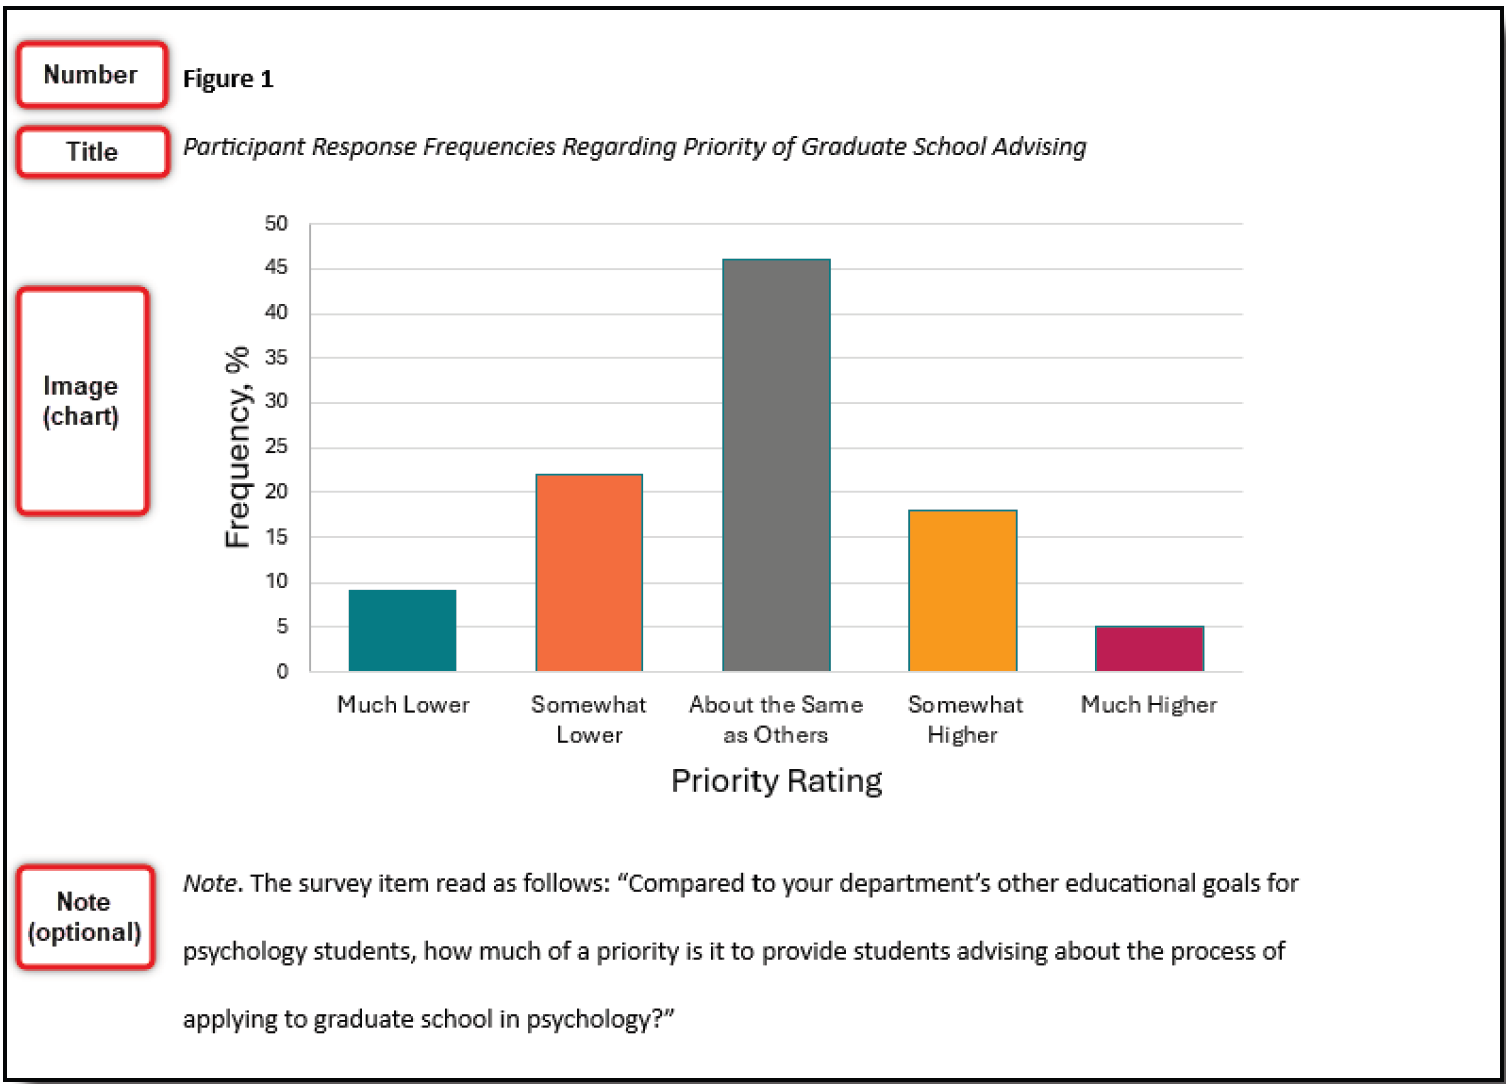 Number
Figure 1
Title
Participant Response Frequencies Regarding Priority of Graduate School Advising
Image
(chart)
Frequency, %
50
45
40
35
30
25
20
15
10
5
0
Much Lower
Somewhat
Lower
About the Same
as Others
Somewhat
Higher
Much Higher
Priority Rating
Note
(optional)
Note. The survey item read as follows: “Compared to your department’s other educational goals for
psychology students, how much of a priority is it to provide students advising about the process of
applying to graduate school in psychology?”